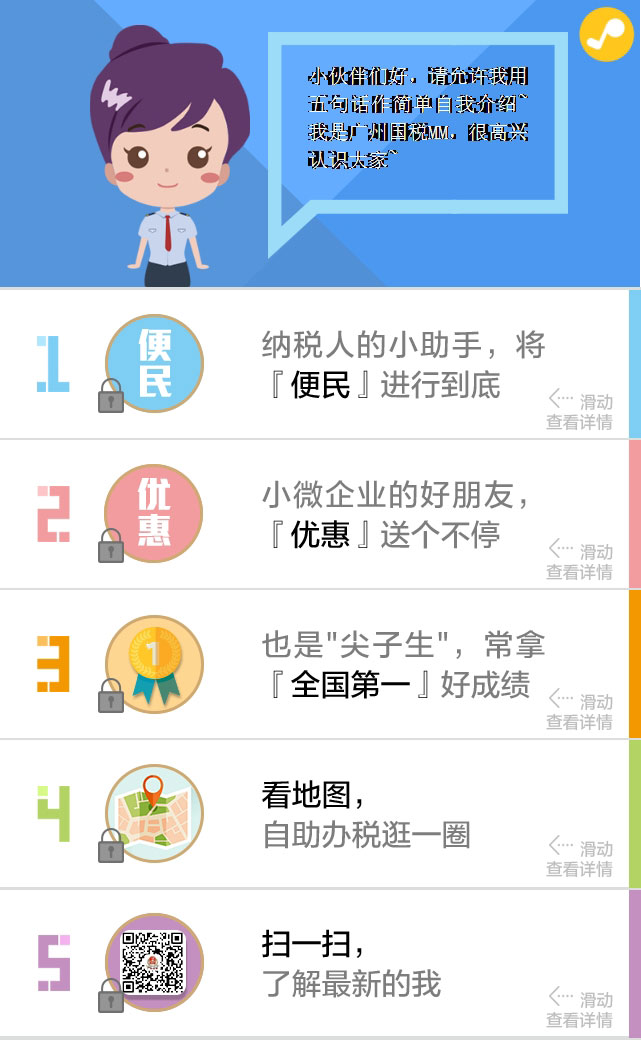 小伙伴们好，请允许我用
五句话作简单自我介绍~
我是广州国税MM，很高兴
认识大家~
1
便
民
纳税人的小助手，将
『便民』进行到底
滑动
查看详情
2
优
惠
小微企业的好朋友，
『优惠』送个不停
滑动
查看详情
3
1
也是"尖子生"，常拿
『全国第一』好成绩
滑动
查看详情
4
看地图，
自助办税逛一圈
滑动
查看详情
5
扫一扫，
了解最新的我
滑动
查看详情